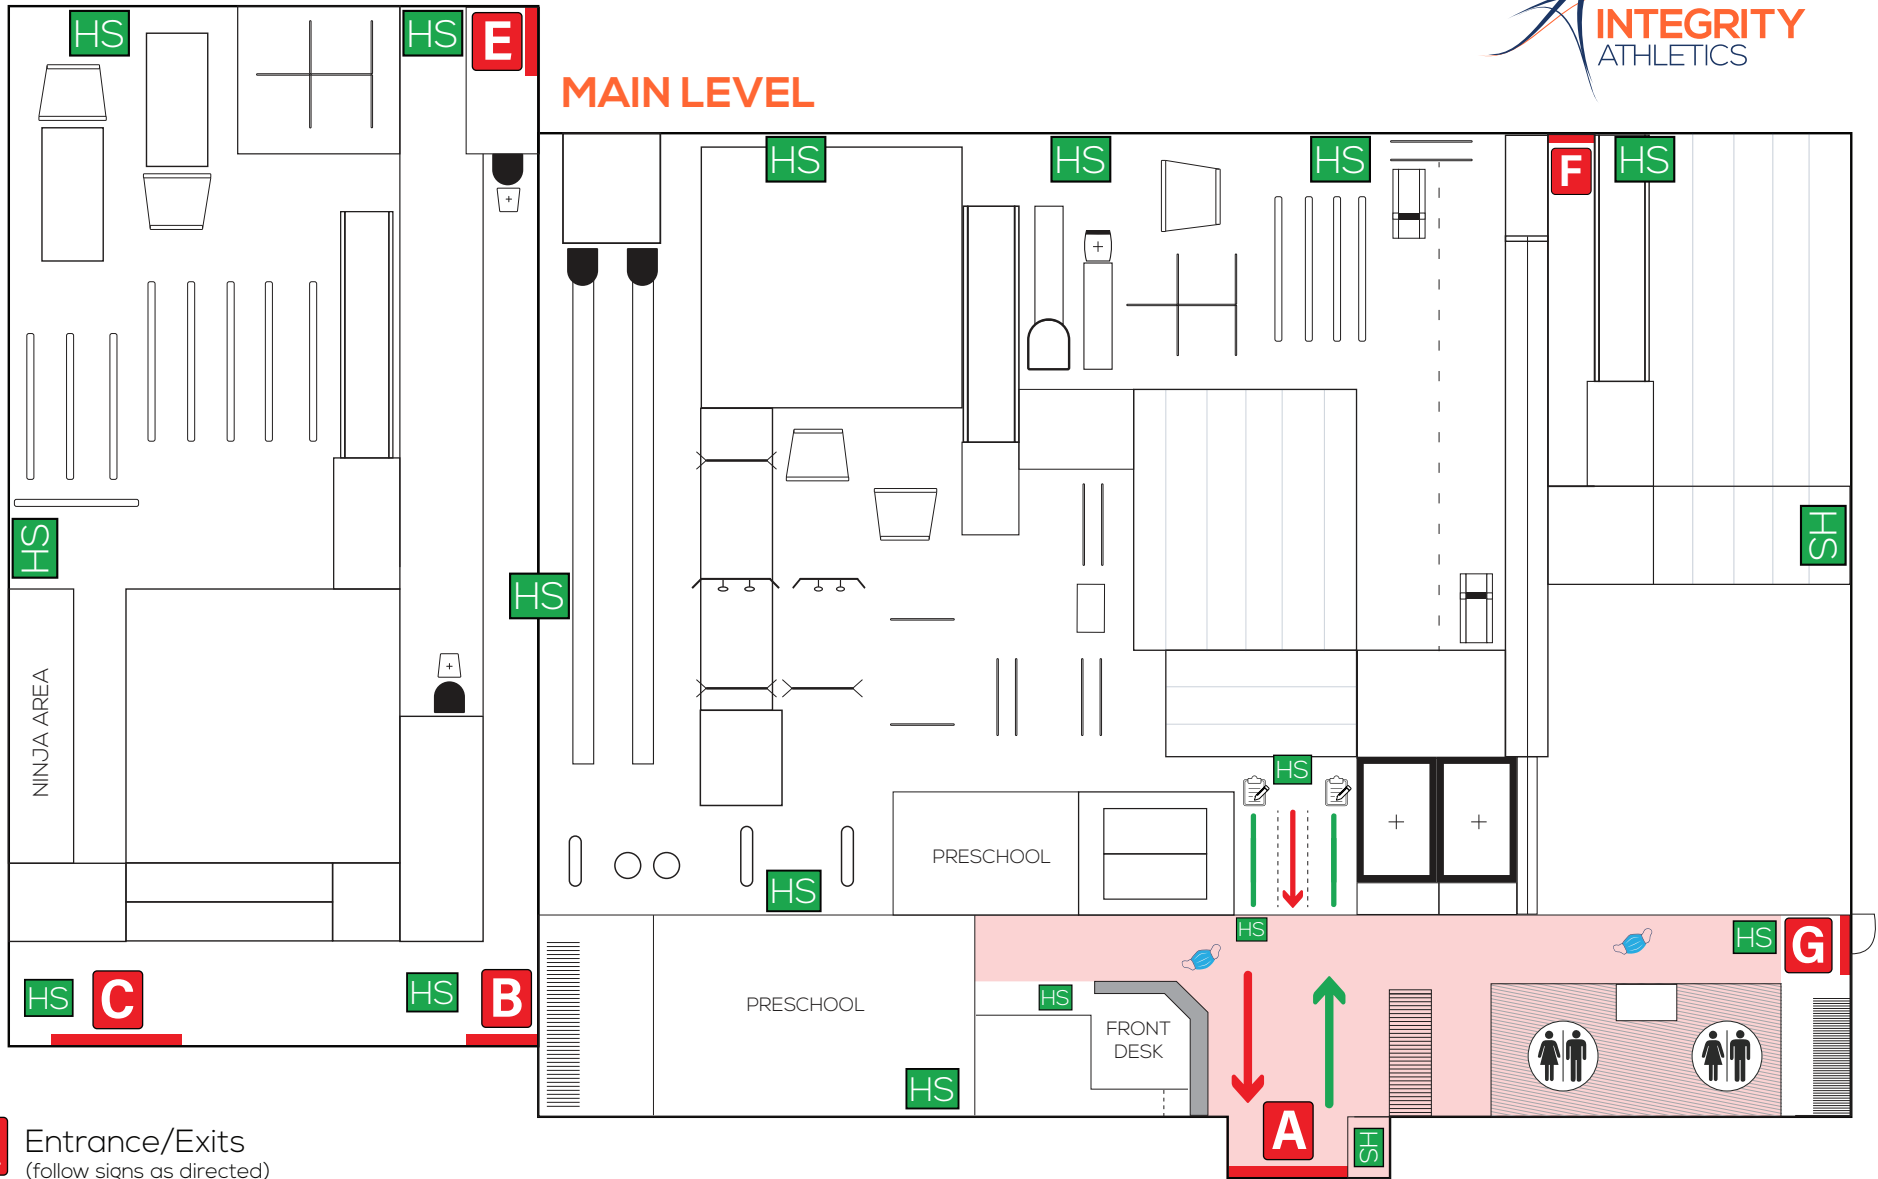 INTEGRITY
ATHLETICS
HS
HS
E
MAIN LEVEL
HS
HS
HS
F
HS
HS
HS
HS
NINJA AREA
HS
PRESCHOOL
HS
HS
HS
G
HS
C
HS
B
PRESCHOOL
HS
FRONT
DESK
HS
A
HS
Entrance/Exits
(follow signs as directed)